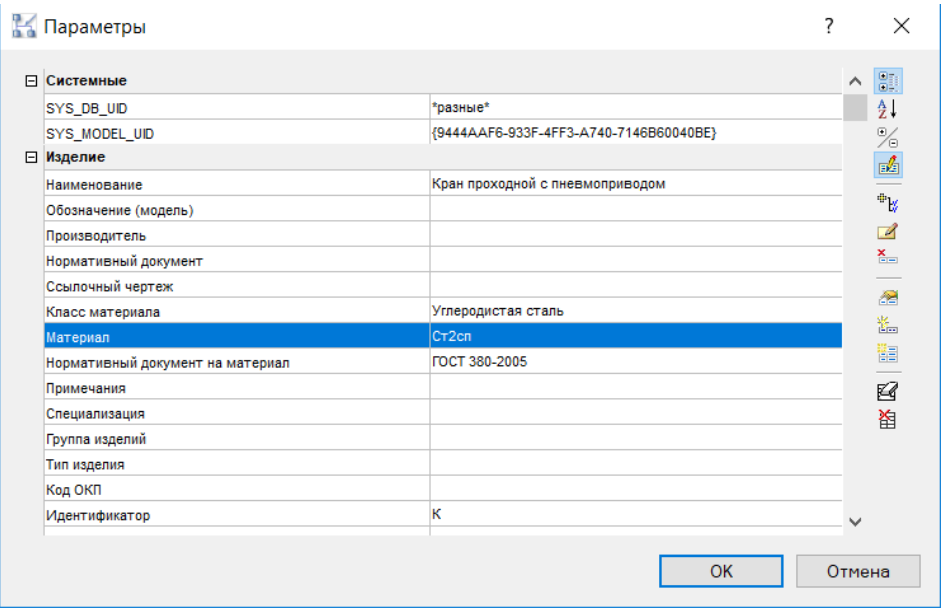 Параметры
Системные
SYS_DB_UID *разные*
SYS_MODEL_UID {9444AAF6-933F-4FF3-A740-7146B60040BE}
Изделие
Наименование Кран проходной с пневмоприводом
Обозначение (модель)
Производитель
Нормативный документ
Ссылочный чертеж
Класс материала Углеродистая сталь
Материал Ст2сп
Нормативный документ на материал ГОСТ 380-2005
Примечания
Специализация
Группа изделий
Тип изделия
Код ОКП
Идентификатор К
OK Отмена